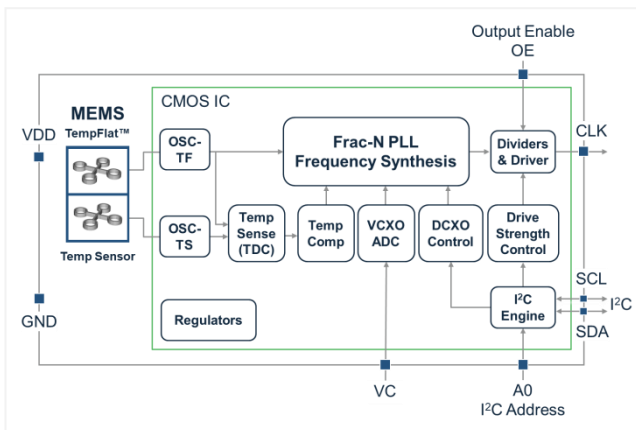 Output Enable
OE
CMOS IC
MEMS
TempFlat™
VDD
OSC-
TF
Frac-N PLL
Frequency Synthesis
Dividers
& Driver
CLK
Temp Sensor
OSC-
TS
Temp
Sense
(TDC)
Temp
Comp
VCXO
ADC
DCXO
Control
Drive
Strength
Control
GND
Regulators
I²C
Engine
SCL
I²C
SDA
VC
A0
I²C Address